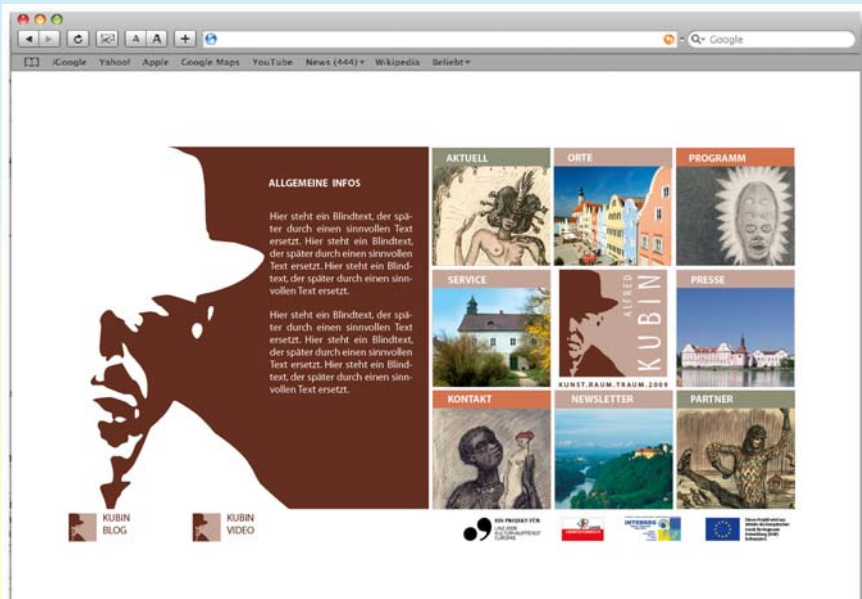 Google
iGoogle Yahoo! Apple Google Maps YouTube News (444) Wikipedia Beliebt
ALLGEMEINE INFOS
Hier steht ein Blindtext, der spä-
ter durch einen sinnvollen Text
ersetzt. Hier steht ein Blindtext,
der später durch einen sinnvollen
Text ersetzt. Hier steht ein Blind-
text, der später durch einen sinn-
vollen Text ersetzt.
Hier steht ein Blindtext, der spä-
ter durch einen sinnvollen Text
ersetzt. Hier steht ein Blindtext,
der später durch einen sinnvollen
Text ersetzt. Hier steht ein Blind-
text, der später durch einen sinn-
vollen Text ersetzt.
AKTUELL
ORTE
PROGRAMM
SERVICE
ALFRED
KUBIN
KUNST.RAUM.TRAUM.2009
PRESSE
KONTAKT
NEWSLETTER
PARTNER
KUBIN
BLOG
KUBIN
VIDEO
EIN PROJEKT FÜR
LINZ 2009
KULTURHAUPTSTADT
EUROPAS
INTERREG